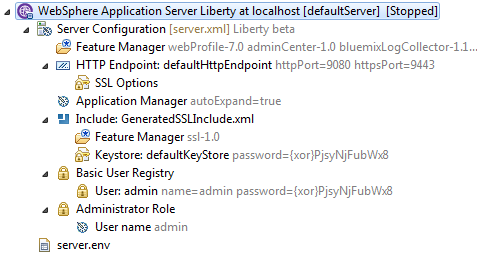 WebSphere Application Server Liberty at localhost [defaultServer] [Stopped]
Server Configuration [server.xml] Liberty beta
Feature Manager webProfile-7.0 adminCenter-1.0 bluemixLogCollector-1.1...
HTTP Endpoint: defaultHttpEndpoint httpPort=9080 httpsPort=9443
SSL Options
Application Manager autoExpand=true
Include: GeneratedSSLInclude.xml
Feature Manager ssl-1.0
Keystore: defaultKeyStore password={xor}PjsyNjFubWx8
Basic User Registry
User: admin name=admin password={xor}PjsyNjFubWx8
Administrator Role
User name admin
server.env